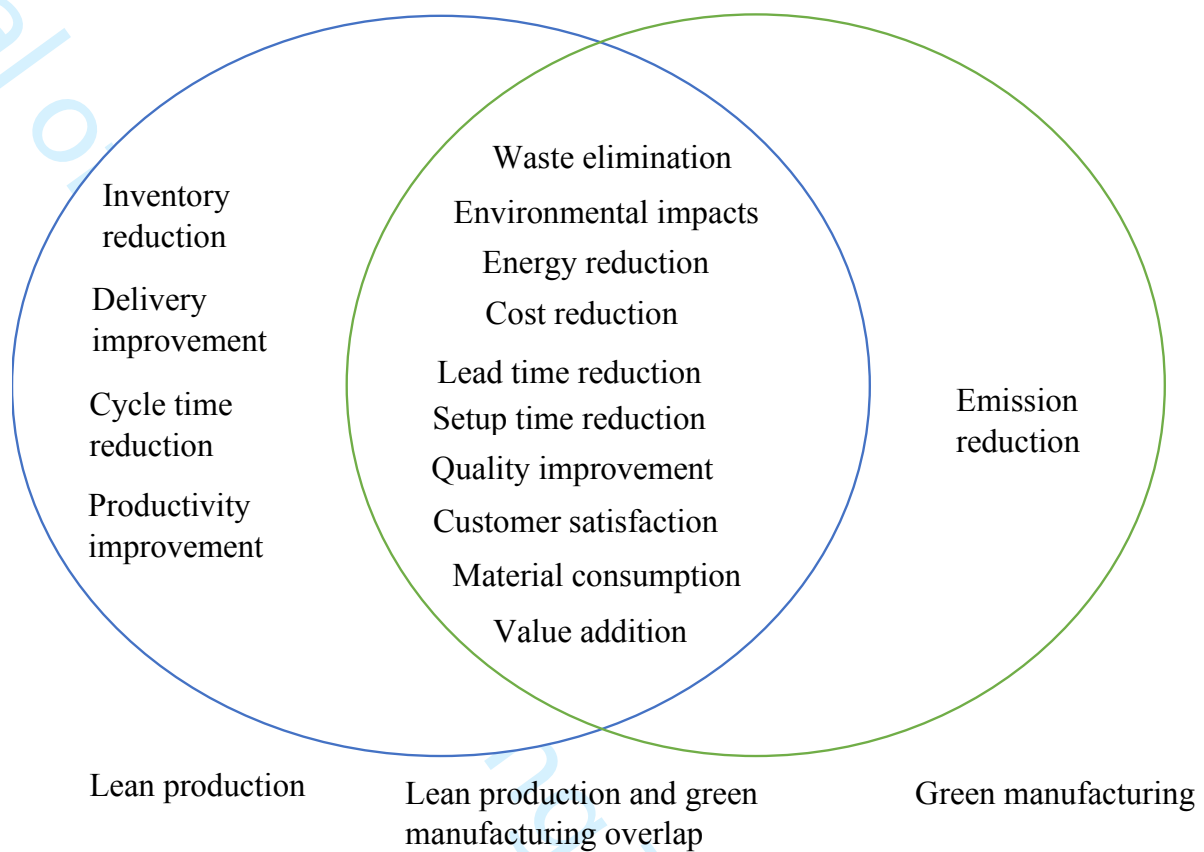 Inventory
reduction
Delivery
improvement
Cycle time
reduction
Productivity
improvement
Waste elimination
Environmental impacts
Energy reduction
Cost reduction
Lead time reduction
Setup time reduction
Quality improvement
Customer satisfaction
Material consumption
Value addition
Emission
reduction
Lean production
Lean production and green
manufacturing overlap
Green manufacturing